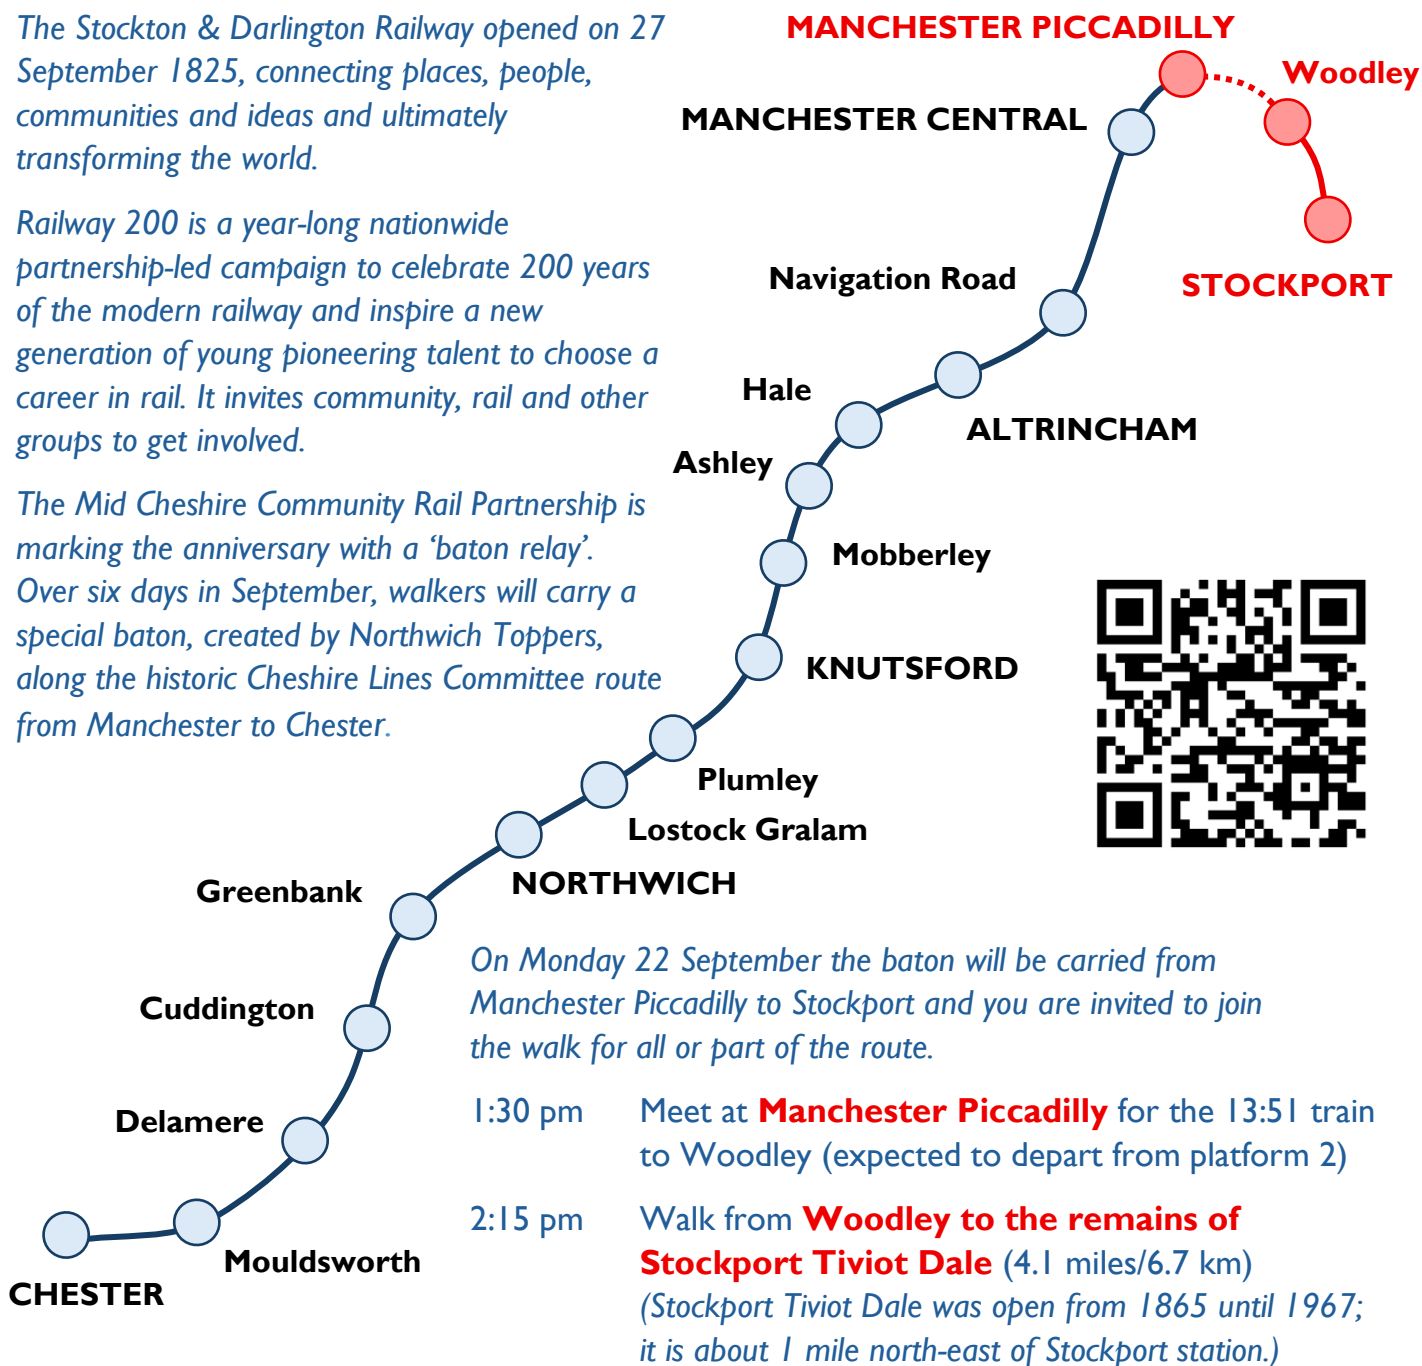 The Stockton & Darlington Railway opened on 27
September 1825, connecting places, people,
communities and ideas and ultimately
transforming the world.
Railway 200 is a year-long nationwide
partnership-led campaign to celebrate 200 years
of the modern railway and inspire a new
generation of young pioneering talent to choose a
career in rail. It invites community, rail and other
groups to get involved.
The Mid Cheshire Community Rail Partnership is
marking the anniversary with a ‘baton relay’.
Over six days in September, walkers will carry a
special baton, created by Northwich Toppers,
along the historic Cheshire Lines Committee route
from Manchester to Chester.
MANCHESTER PICCADILLY
Woodley
MANCHESTER CENTRAL
STOCKPORT
Navigation Road
Hale
ALTRINCHAM
Ashley
Mobberley
KNUTSFORD
Plumley
Lostock Gralam
NORTHWICH
Greenbank
Cuddington
Delamere
Mouldsworth
CHESTER
On Monday 22 September the baton will be carried from
Manchester Piccadilly to Stockport and you are invited to join
the walk for all or part of the route.
1:30 pm Meet at Manchester Piccadilly for the 13:51 train
to Woodley (expected to depart from platform 2)
2:15 pm Walk from Woodley to the remains of
Stockport Tiviot Dale (4.1 miles/6.7 km)
(Stockport Tiviot Dale was open from 1865 until 1967;
it is about 1 mile north-east of Stockport station.)